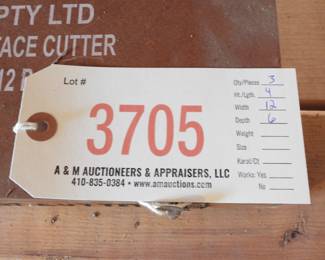 PTY LTD
FACE CUTTER
Lot #
3705
A & M AUCTIONEERS & APPRAISERS, LLC
410-835-0384 • www.amauctions.com
Qty/Pieces 3
Ht./Lgth. 4
Width 12
Depth 6
Weight
Size
Karat/Ct
Works: Yes
No